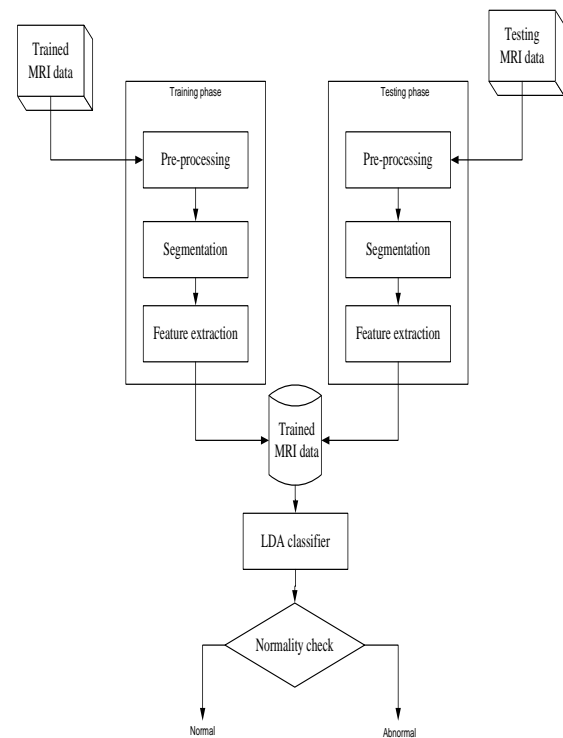 Trained
MRI data
Testing
MRI data
Training phase
Pre-processing
Segmentation
Feature extraction
Testing phase
Pre-processing
Segmentation
Feature extraction
Trained
MRI data
LDA classifier
Normality check
Normal
Abnormal